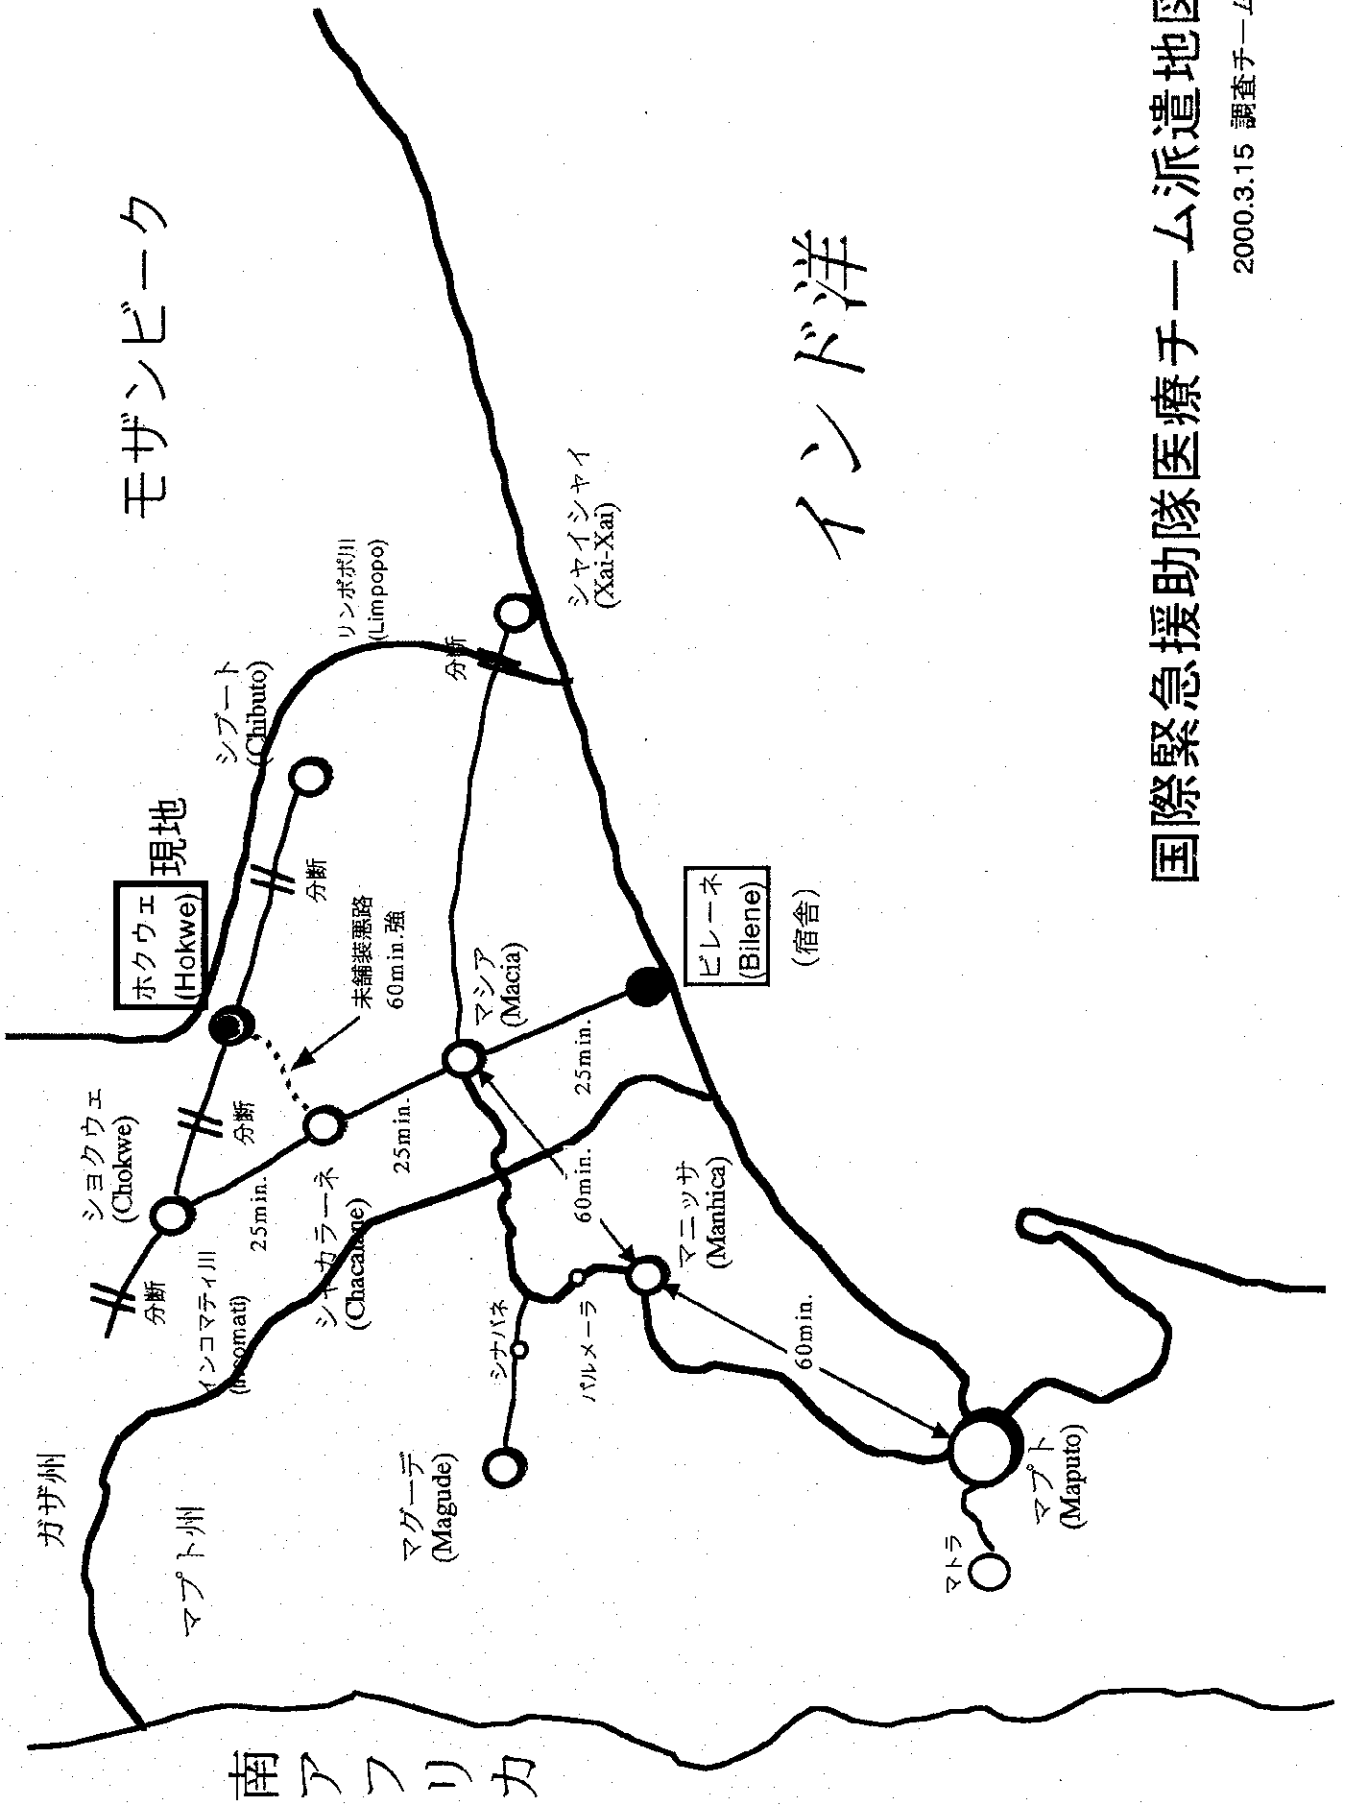 国際緊急援助隊医療チーム派遣地図
2000.3.15 調査チーム
モザンビーク
インド洋
南アフリカ
ガザ州
マプト州
ショクウェ
(Chokwe)
ホクウェ
(Hokwe)
現地
シブート
(Chibuto)
リンポポ川
(Limpopo)
シャイシャイ
(Xai-Xai)
分断
分断
分断
分断
未舗装悪路
60min.強
インコマティ川
(Incomati)
25min.
シャカラーネ
(Chacalane)
25min.
マシア
(Macia)
25min.
ビレーネ
(Bilene)
(宿舎)
60min.
マニッサ
(Manhica)
シナバネ
パルメーラ
マグーデ
(Magude)
60min.
マプト
(Maputo)
マトラ